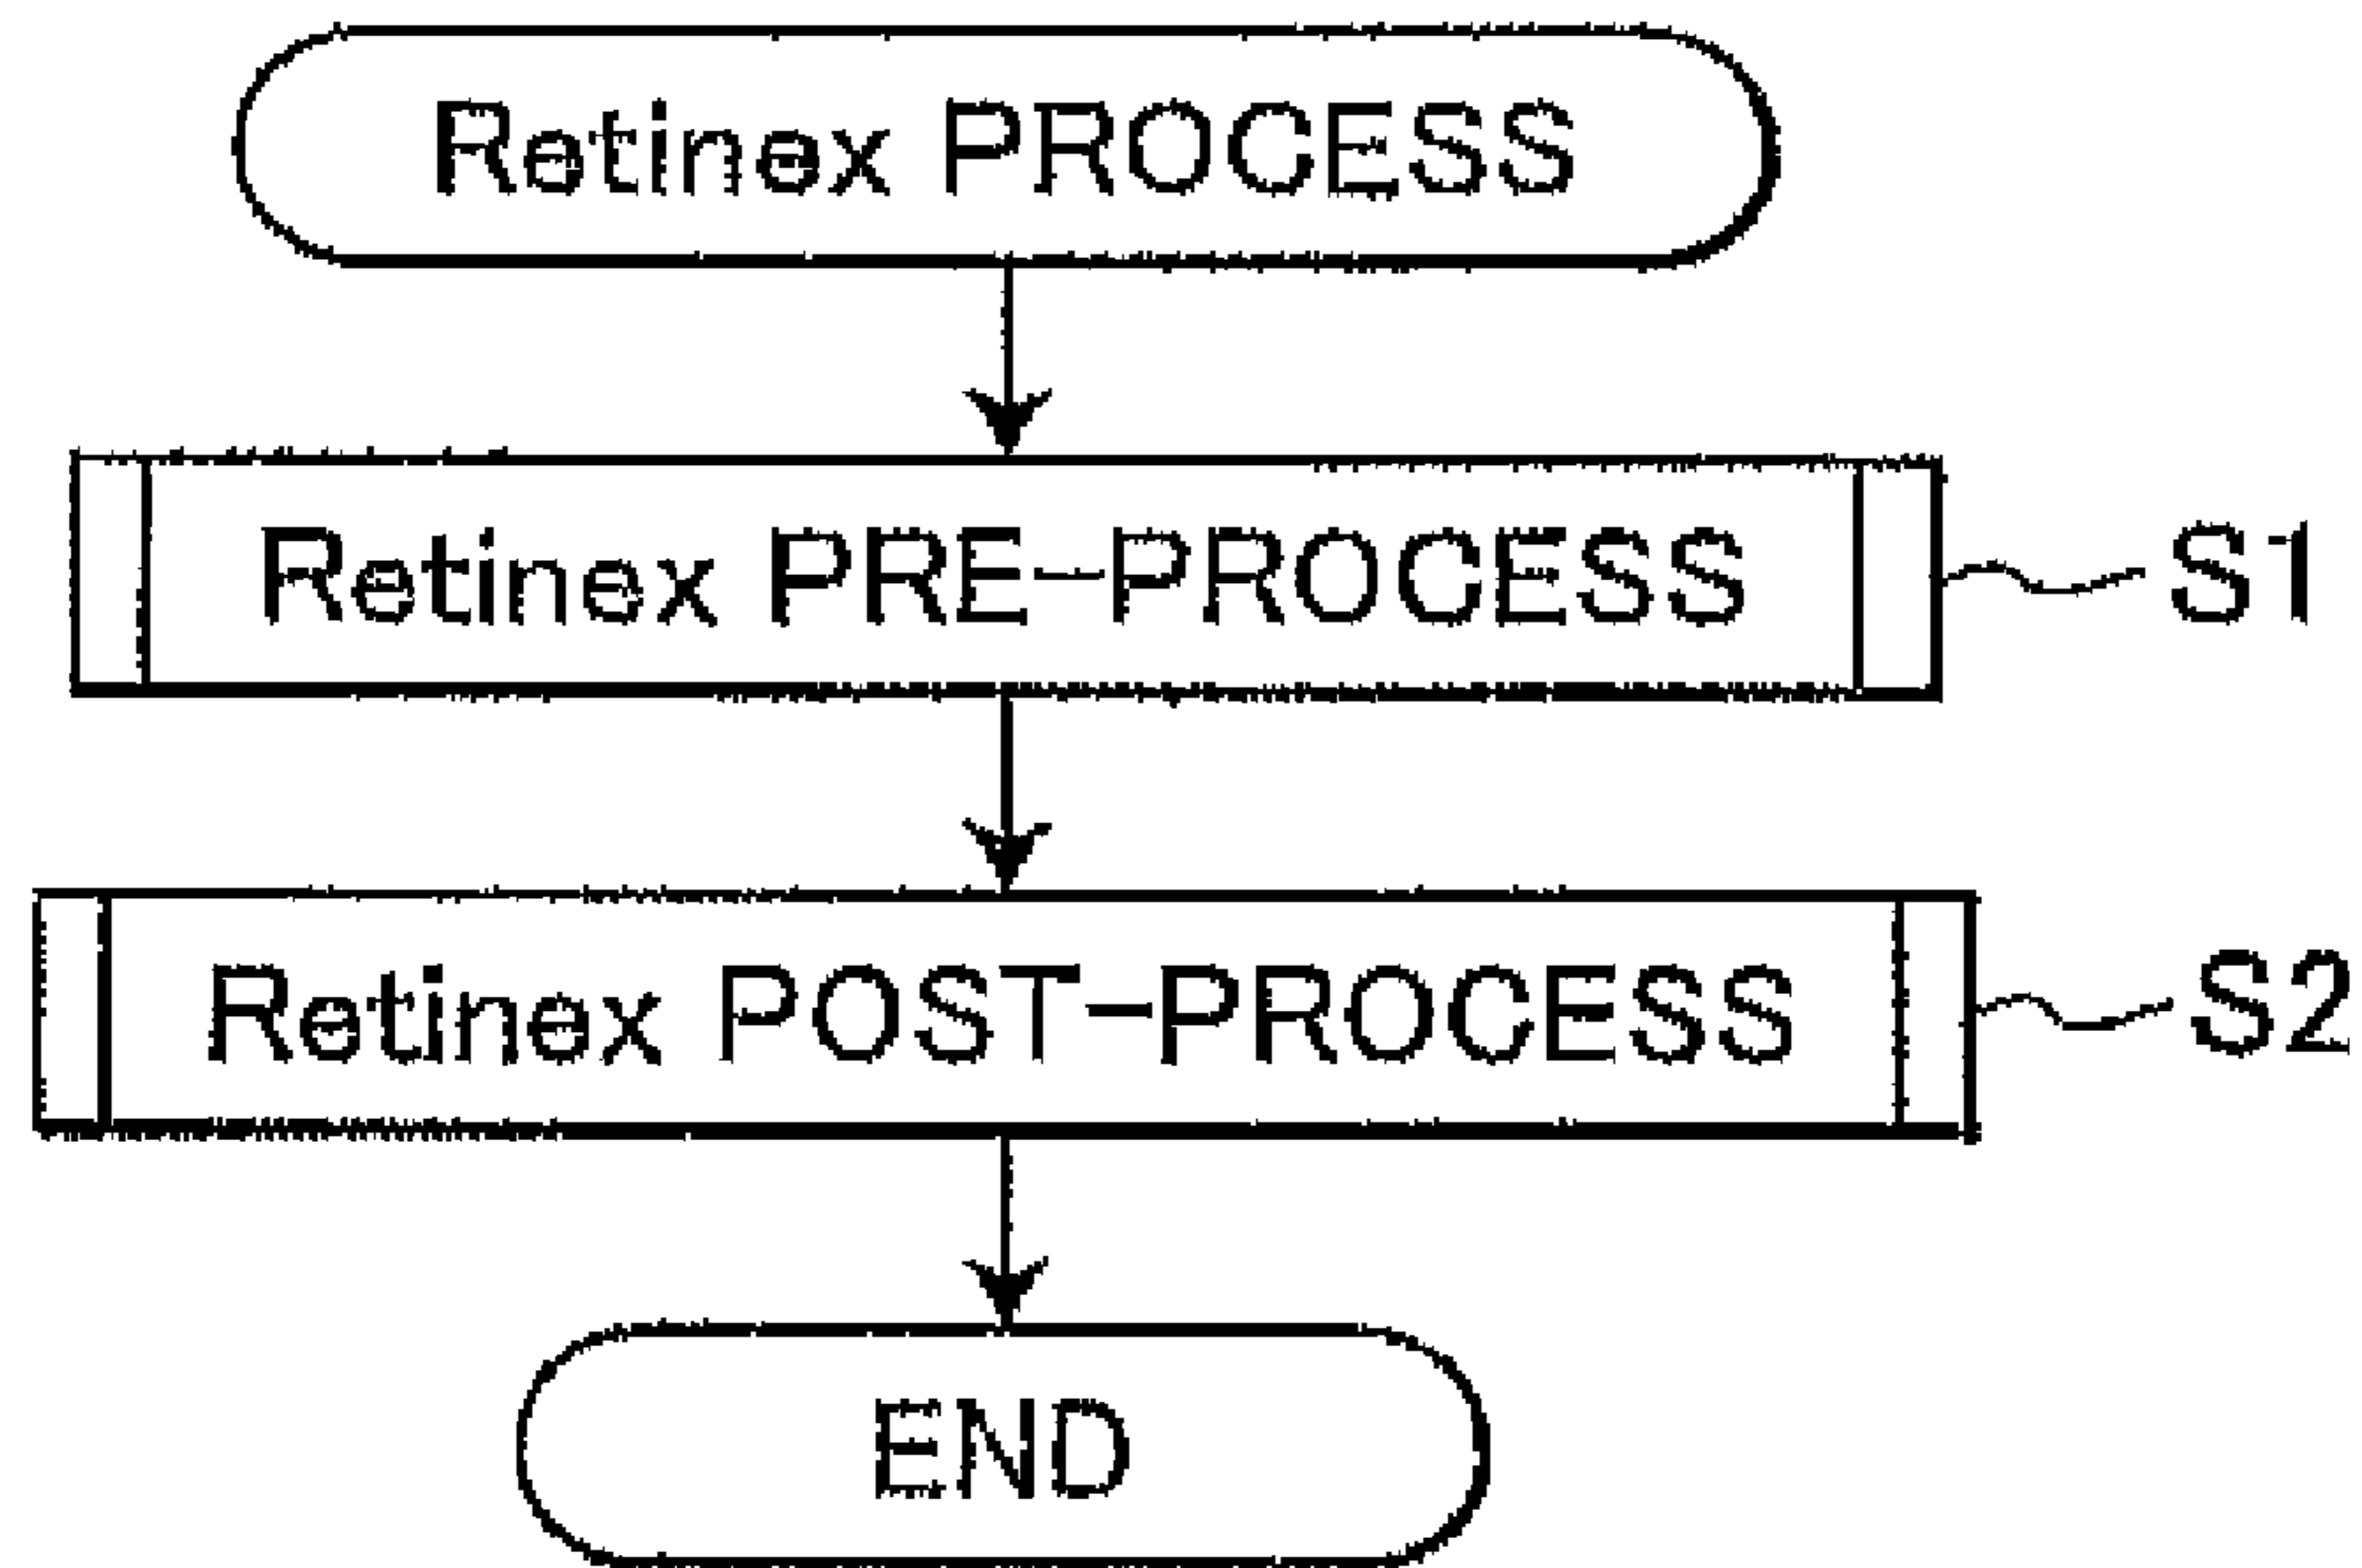 Retinex PROCESS
Retinex PRE-PROCESS S1
Retinex POST-PROCESS S2
END